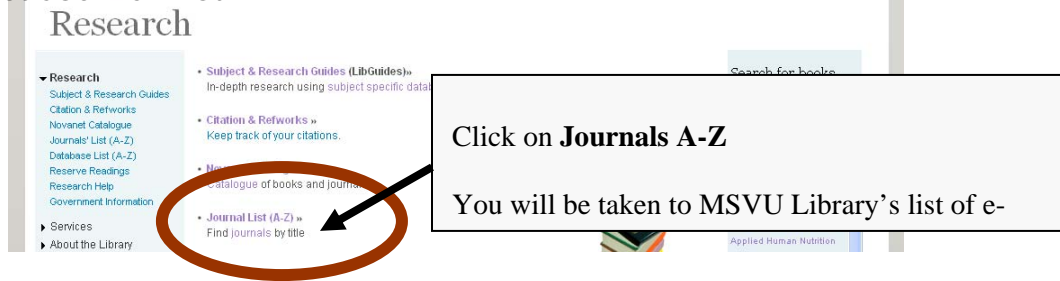 Research
Research
Subject & Research Guides
Citation & Refworks
Novanet Catalogue
Journals' List (A-Z)
Database List (A-Z)
Reserve Readings
Research Help
Government Information
Services
About the Library
• Subject & Research Guides (LibGuides)»
In-depth research using subject specific
• Citation & Refworks »
Keep track of your citations.
of books and
• Journal List (A-Z) »
Find journals by title
Search for books
Click on Journals A-Z
You will be taken to MSVU Library's list of e-
Applied Human Nutrition